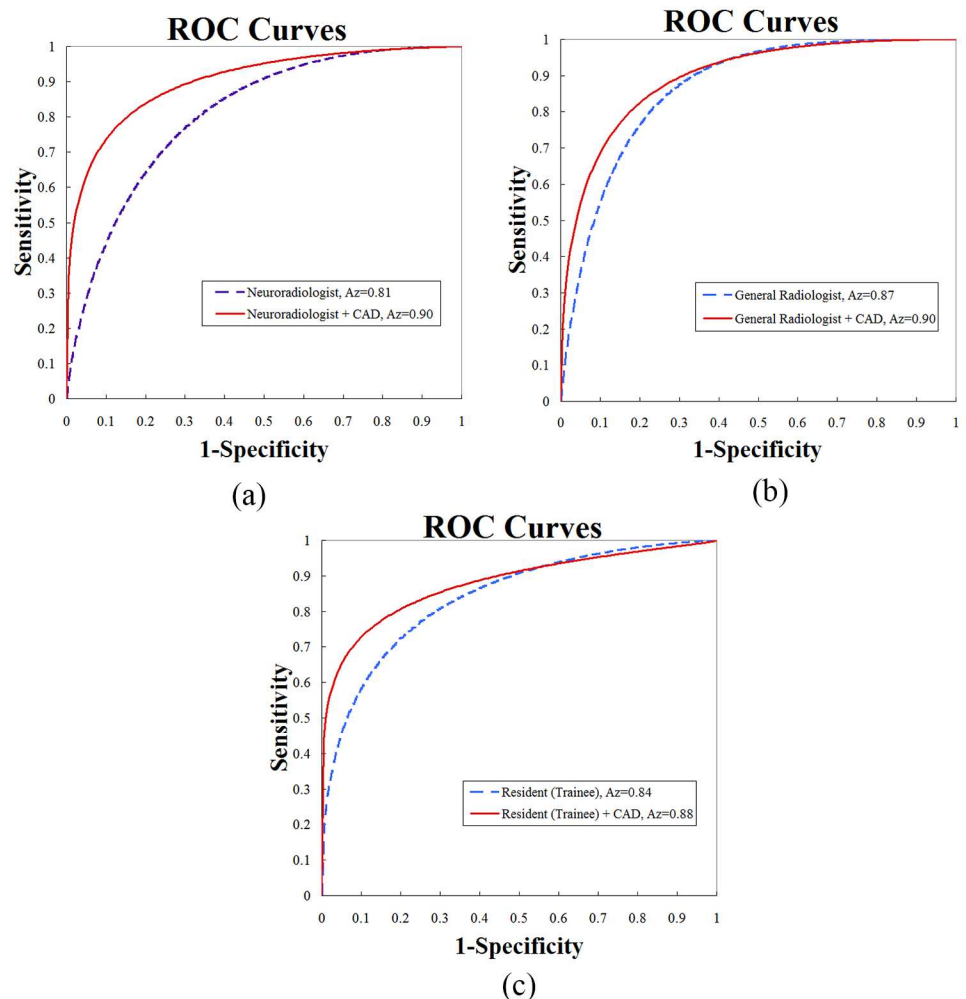 ROC Curves
1
0.9
0.8
0.7
0.6
0.5
0.4
0.3
0.2
0.1
0
Sensitivity
Neuroradiologist, Az=0.81
Neuroradiologist + CAD, Az=0.90
0 0.1 0.2 0.3 0.4 0.5 0.6 0.7 0.8 0.9 1
1-Specificity
(a)
ROC Curves
1
0.9
0.8
0.7
0.6
0.5
0.4
0.3
0.2
0.1
0
Sensitivity
General Radiologist, Az=0.87
General Radiologist + CAD, Az=0.90
0 0.1 0.2 0.3 0.4 0.5 0.6 0.7 0.8 0.9 1
1-Specificity
(b)
ROC Curves
1
0.9
0.8
0.7
0.6
0.5
0.4
0.3
0.2
0.1
0
Sensitivity
Resident (Trainee), Az=0.84
Resident (Trainee) + CAD, Az=0.88
0 0.1 0.2 0.3 0.4 0.5 0.6 0.7 0.8 0.9 1
1-Specificity
(c)